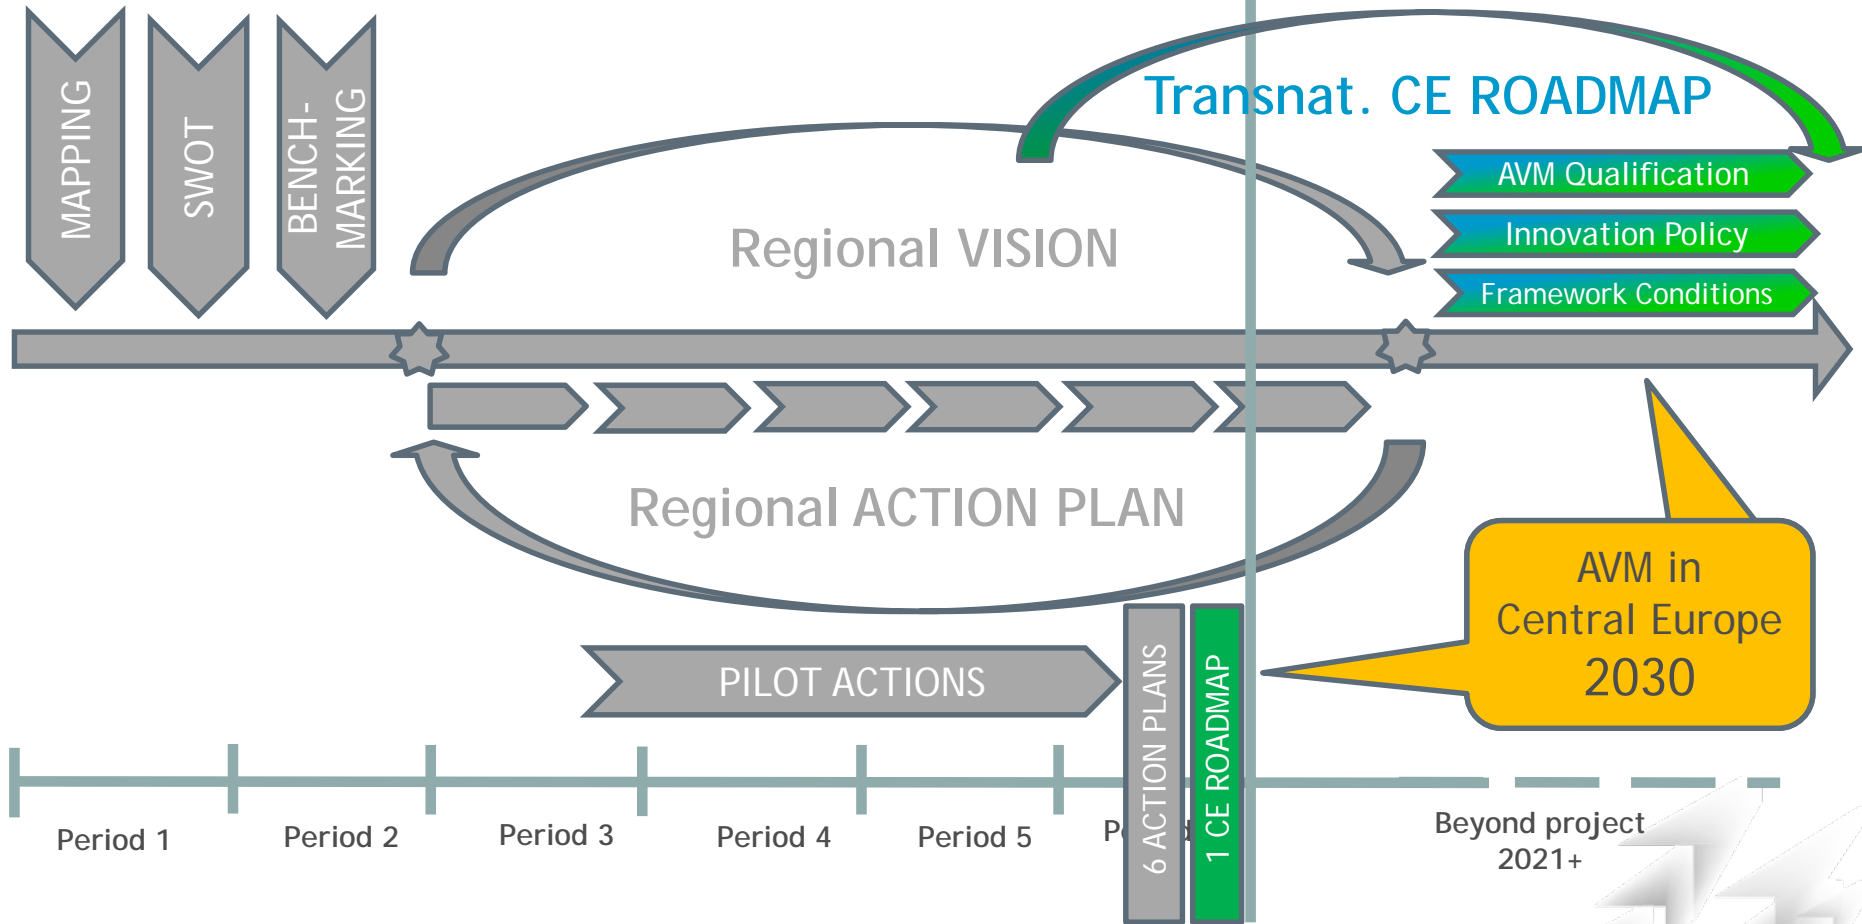 MAPPING
SWOT
BENCH-
MARKING
Transnat. CE ROADMAP
AVM Qualification
Innovation Policy
Framework Conditions
Regional VISION
Regional ACTION PLAN
AVM in
Central Europe
2030
PILOT ACTIONS
6 ACTION PLANS
1 CE ROADMAP
Period 1
Period 2
Period 3
Period 4
Period 5
Beyond project
2021+